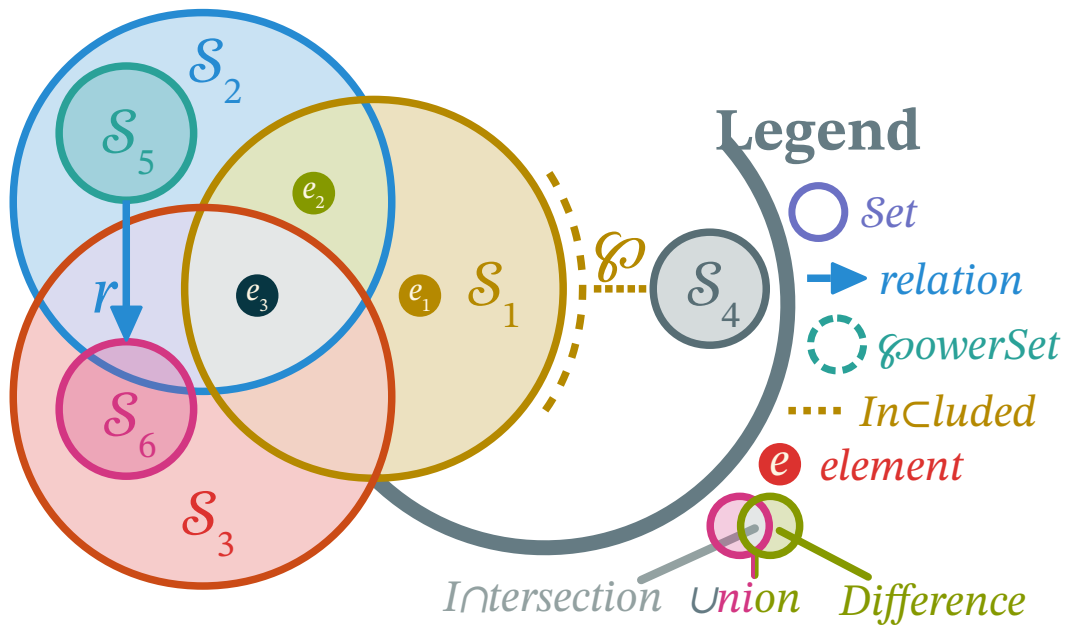 𝒮2
Legend
𝒮5
𝒮et
e2
℘
relation
r
e3
e1
𝒮1
𝒮4
℘owerSet
𝒮6
In⊂luded
e element
𝒮3
I∩tersection ∪nion Difference